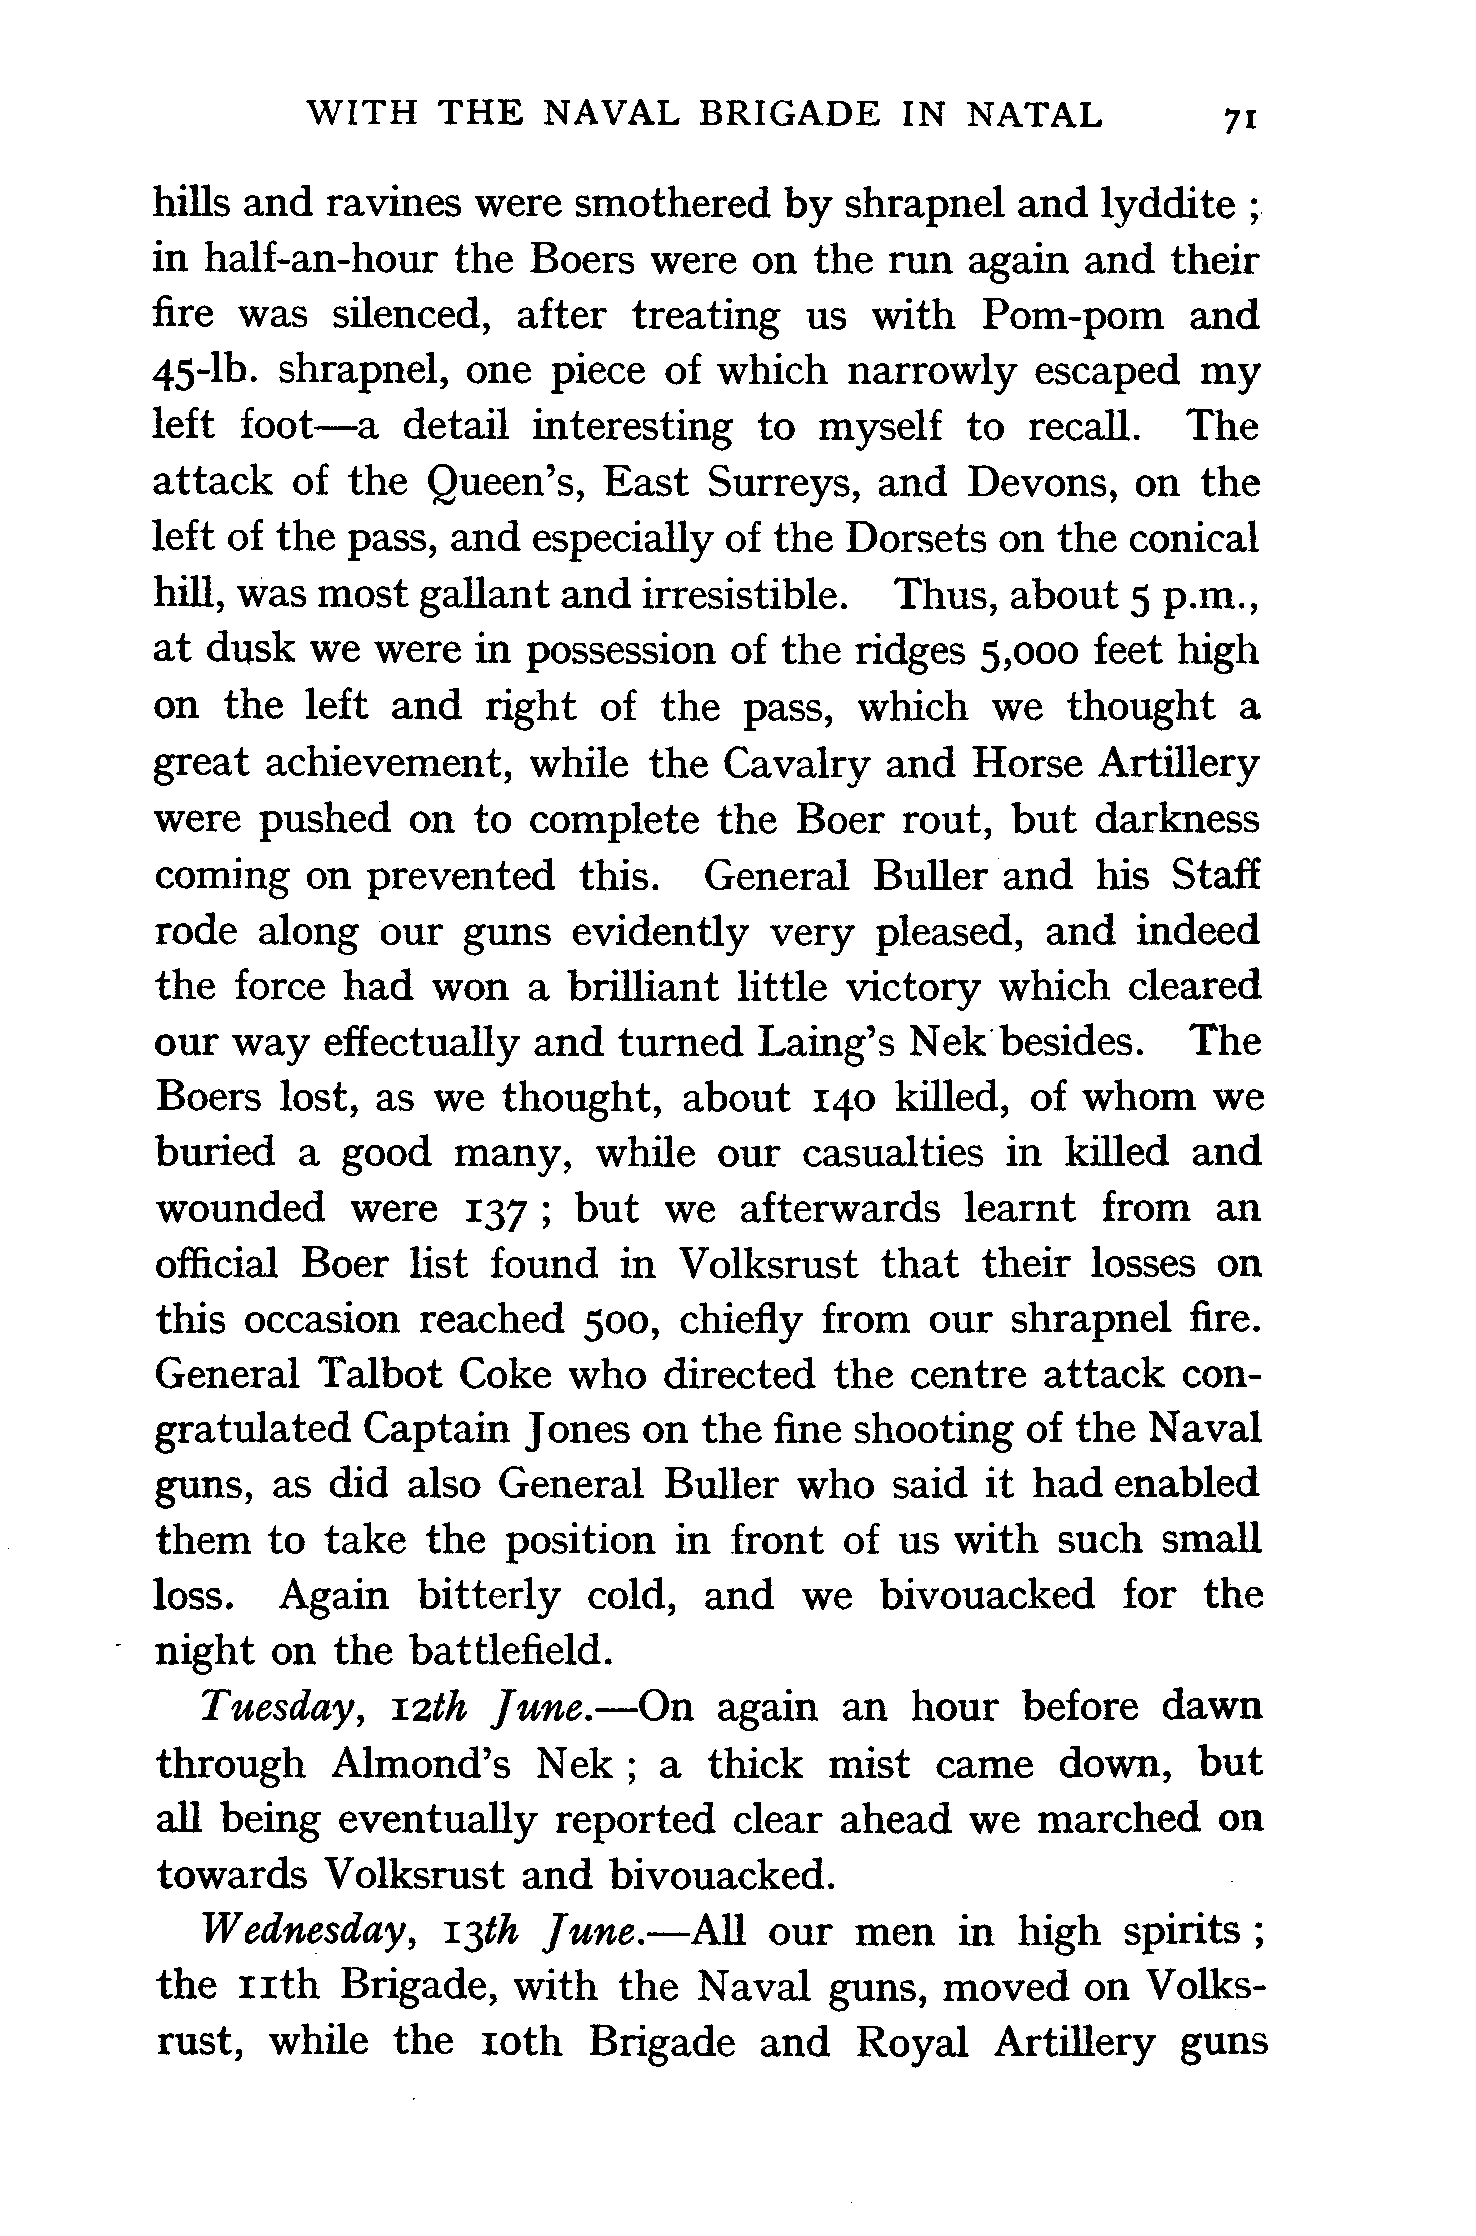 WITH THE NAVAL BRIGADE IN NATAL 71
hills and ravines were smothered by shrapnel and lyddite ;
in half-an-hour the Boers were on the run again and their
fire was silenced, after treating us with Pom-pom and
45-lb. shrapnel, one piece of which narrowly escaped my
left foot—a detail interesting to myself to recall. The
attack of the Queen's, East Surreys, and Devons, on the
left of the pass, and especially of the Dorsets on the conical
hill, was most gallant and irresistible. Thus, about 5 p.m.,
at dusk we were in possession of the ridges 5,000 feet high
on the left and right of the pass, which we thought a
great achievement, while the Cavalry and Horse Artillery
were pushed on to complete the Boer rout, but darkness
coming on prevented this. General Buller and his Staff
rode along our guns evidently very pleased, and indeed
the force had won a brilliant little victory which cleared
our way effectually and turned Laing's Nek besides. The
Boers lost, as we thought, about 140 killed, of whom we
buried a good many, while our casualties in killed and
wounded were 137 ; but we afterwards learnt from an
official Boer list found in Volksrust that their losses on
this occasion reached 500, chiefly from our shrapnel fire.
General Talbot Coke who directed the centre attack con-
gratulated Captain Jones on the fine shooting of the Naval
guns, as did also General Buller who said it had enabled
them to take the position in front of us with such small
loss. Again bitterly cold, and we bivouacked for the
night on the battlefield.
Tuesday, 12th June.—On again an hour before dawn
through Almond's Nek ; a thick mist came down, but
all being eventually reported clear ahead we marched on
towards Volksrust and bivouacked.
Wednesday, 13th June.—All our men in high spirits ;
the 11th Brigade, with the Naval guns, moved on Volks-
rust, while the 10th Brigade and Royal Artillery guns